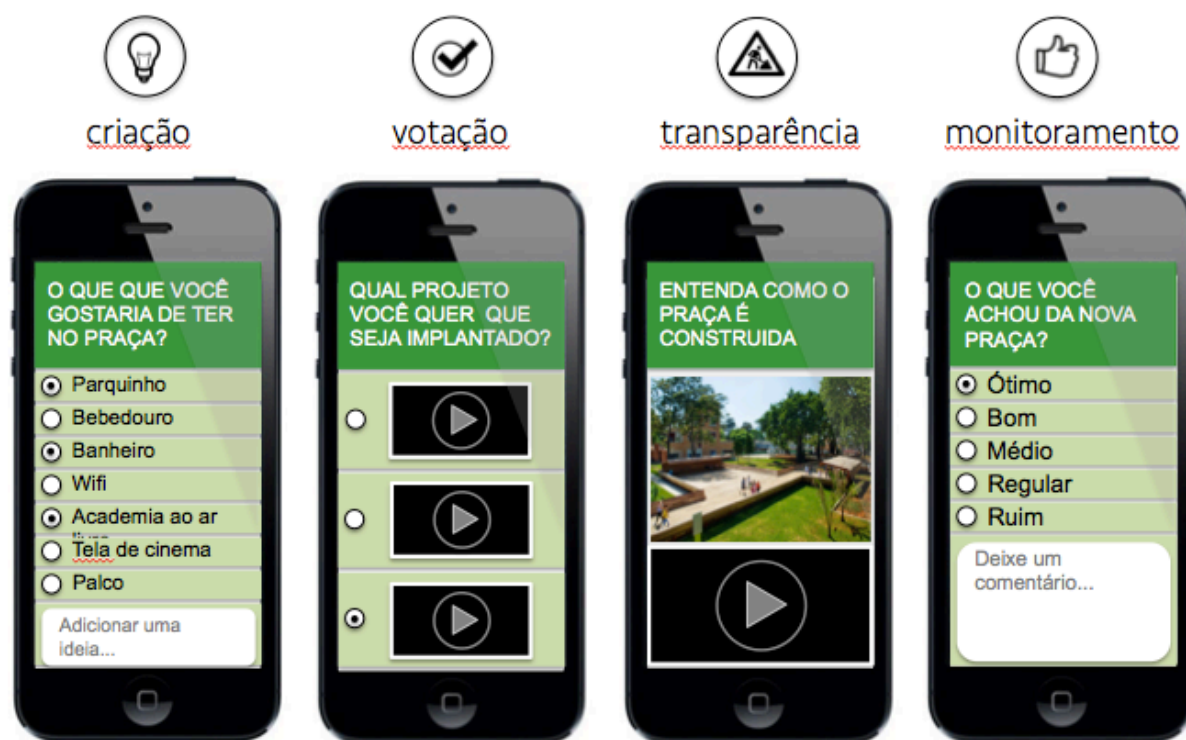 criação
votação
transparência
monitoramento
O QUE QUE VOCÊ
GOSTARIA DE TER
NO PRAÇA?
Parquinho
Bebedouro
Banheiro
Wifi
Academia ao ar
Tela de cinema
Palco
Adicionar uma
ideia...
QUAL PROJETO
VOCÊ QUER QUE
SEJA IMPLANTADO?
ENTENDA COMO O
PRAÇA É
CONSTRUIDA
O QUE VOCÊ
ACHOU DA NOVA
PRAÇA?
Ótimo
Bom
Médio
Regular
Ruim
Deixe um
comentário...